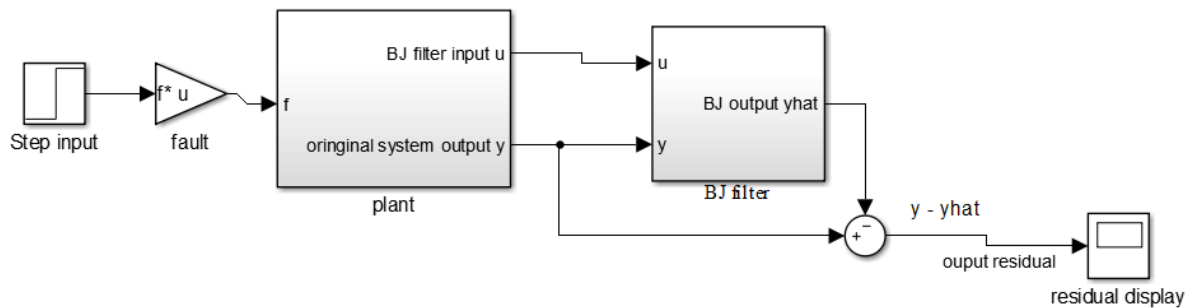 BJ filter input u
u
f* u
f
BJ output yhat
Step input
fault
oringinal system output y
y
plant
BJ filter
y - yhat
−
+
ouput residual
residual display